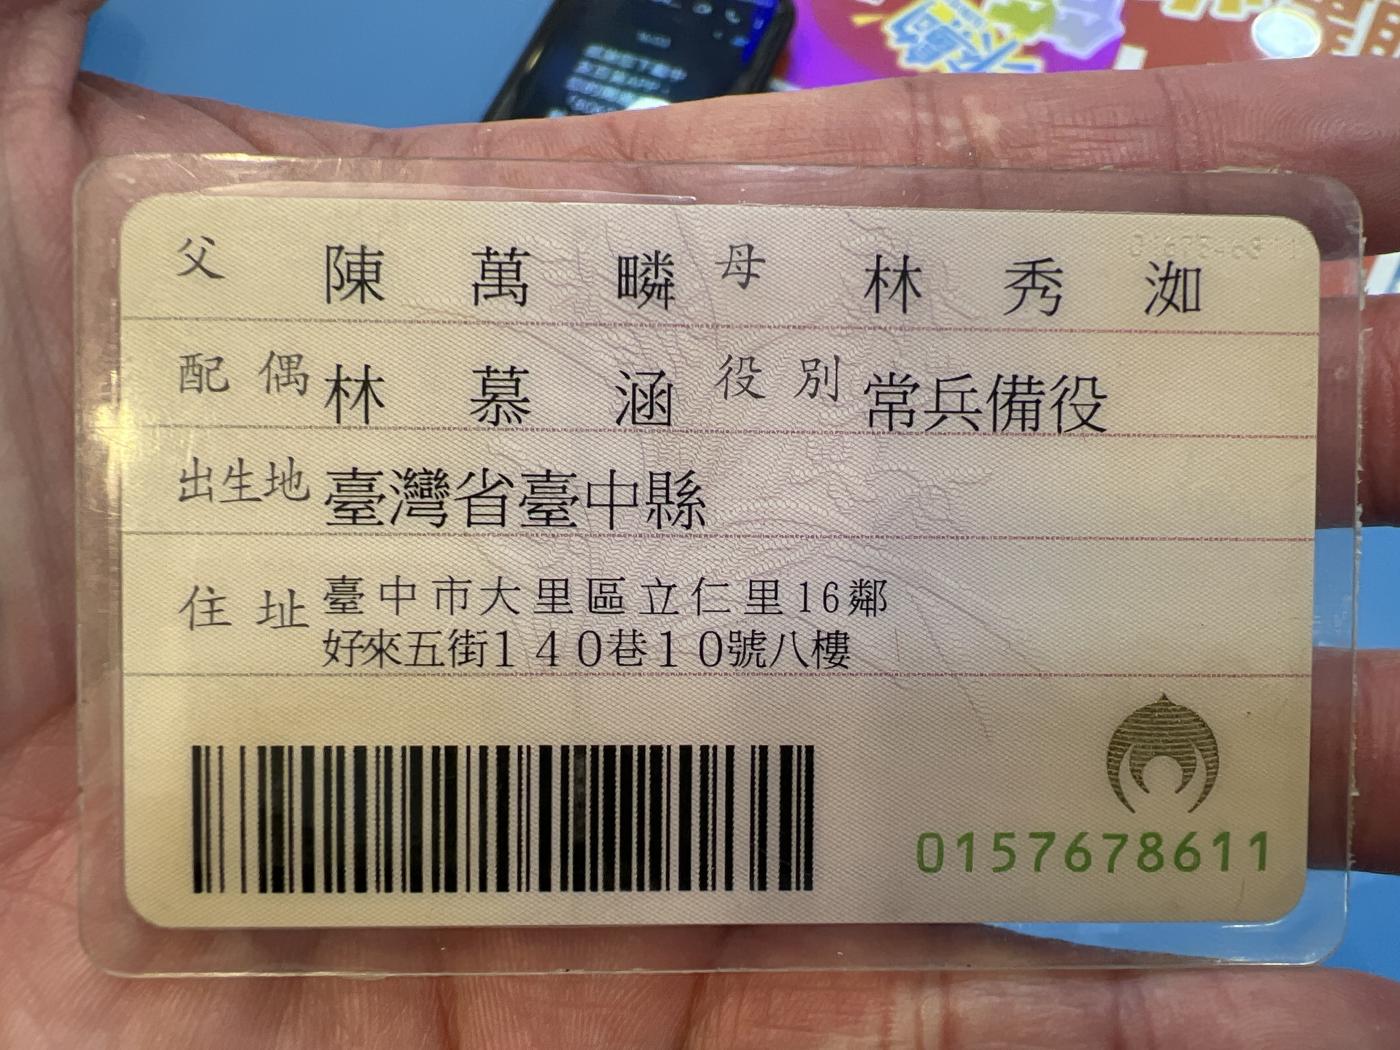 父 陳萬疄 母 林秀洳
配偶 林慕涵 役別 常兵備役
出生地 臺灣省臺中縣
住址 臺中市大里區立仁里16鄰
好來五街140巷10號八樓
0157678611